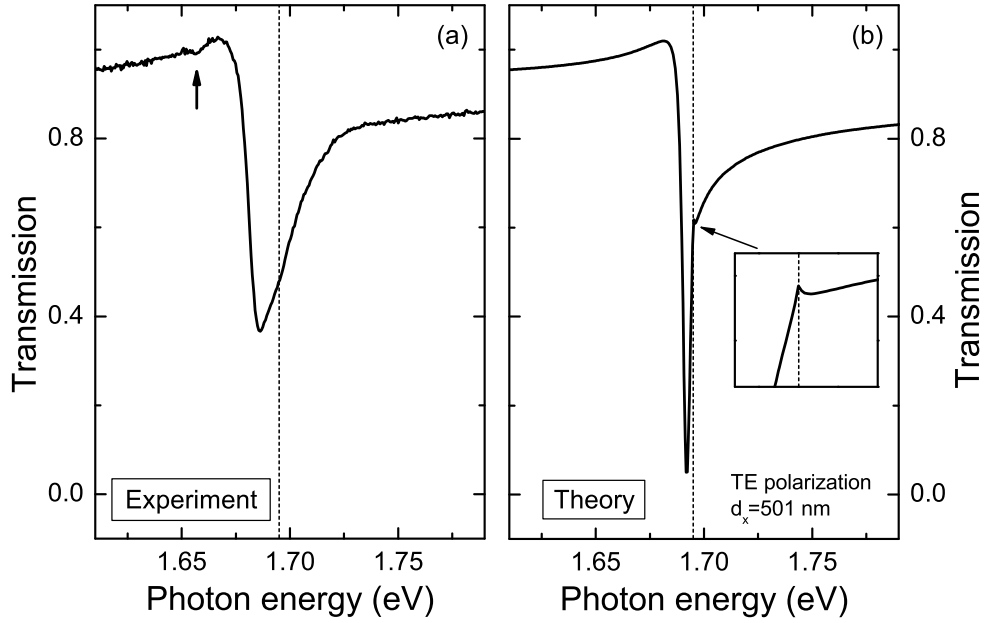 (a)
Transmission
0.8
0.4
0.0
Experiment
1.65
1.70
1.75
Photon energy (eV)
(b)
0.8
0.4
0.0
Transmission
Theory
TE polarization
dₓ=501 nm
1.65
1.70
1.75
Photon energy (eV)